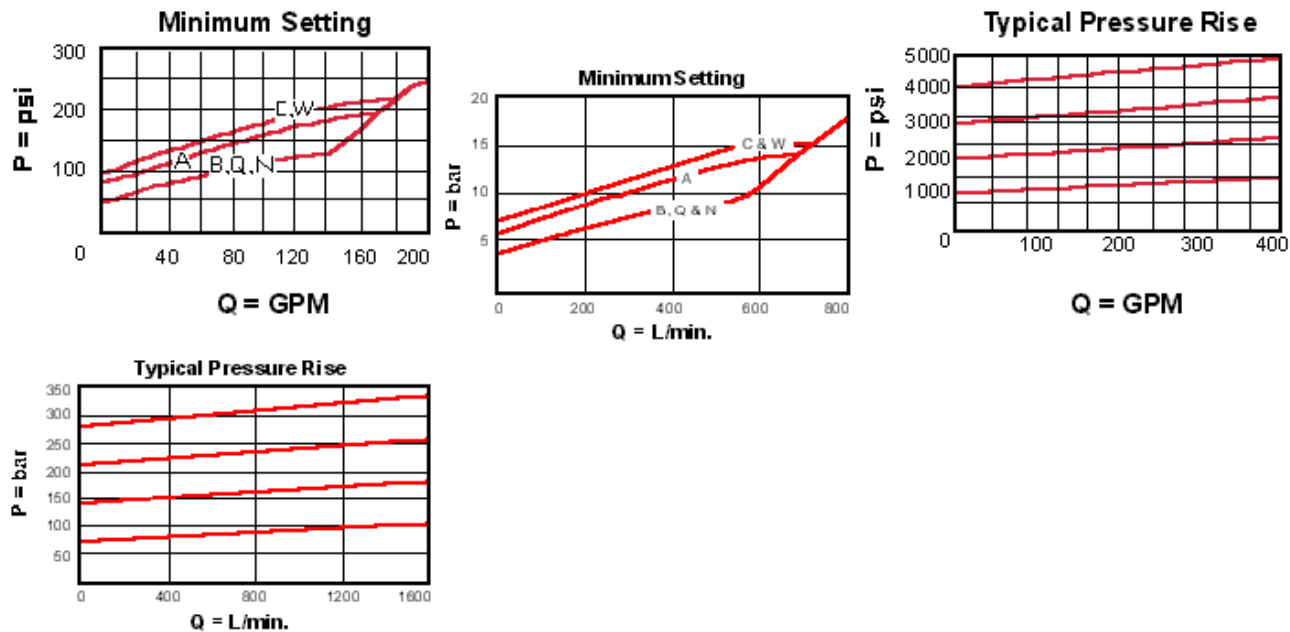 Minimum Setting
300
200
100
0
40
80
120
160
200
P = psi
C,W
A
B,Q,N
Q = GPM
Minimum Setting
20
15
10
5
0
200
400
600
800
P = bar
C & W
A
B, Q & N
Q = L/min.
Typical Pressure Rise
5000
4000
3000
2000
1000
0
100
200
300
400
P = psi
Q = GPM
Typical Pressure Rise
350
300
250
200
150
100
50
0
400
800
1200
1600
P = bar
Q = L/min.